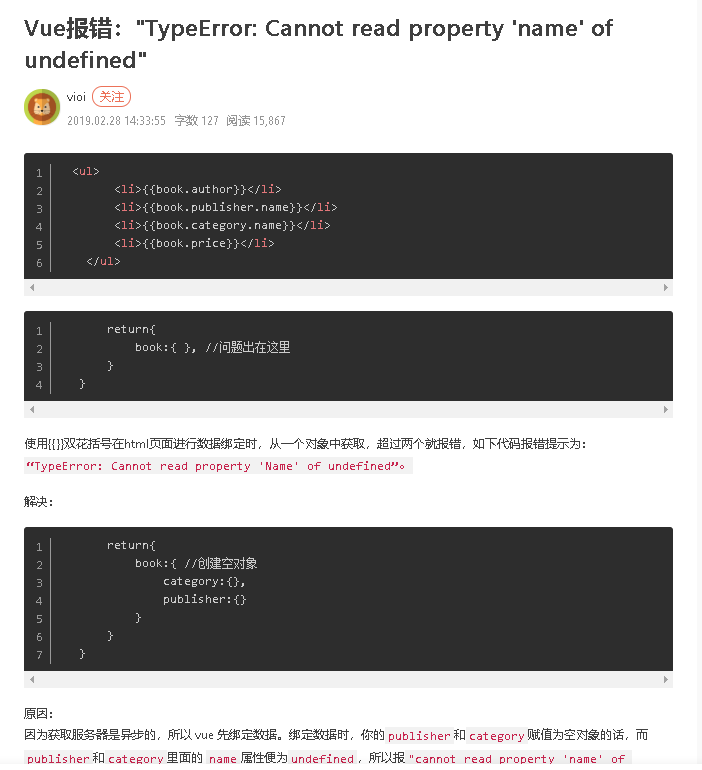 Vue报错："TypeError: Cannot read property 'name' of
undefined"
vioi 关注
2019.02.28 14:33:55 字数 127 阅读 15,867
1 <ul>
2 <li>{{book.author}}</li>
3 <li>{{book.publisher.name}}</li>
4 <li>{{book.category.name}}</li>
5 <li>{{book.price}}</li>
6 </ul>
1 return{
2 book:{ }, //问题出在这里
3 }
4 }
使用{{}}双花括号在html页面进行数据绑定时，从一个对象中获取，超过两个就报错，如下代码报错提示为：
“TypeError: Cannot read property 'Name' of undefined”。
解决：
1 return{
2 book:{ //创建空对象
3 category:{},
4 publisher:{}
5 }
6 }
7 }
原因：
因为获取服务器是异步的，所以 vue 先绑定数据。绑定数据时，你的 publisher 和 category 赋值为空对象的话，而
publisher 和 category 里面的 name 属性便为 undefined ，所以报 "cannot read property 'name' of